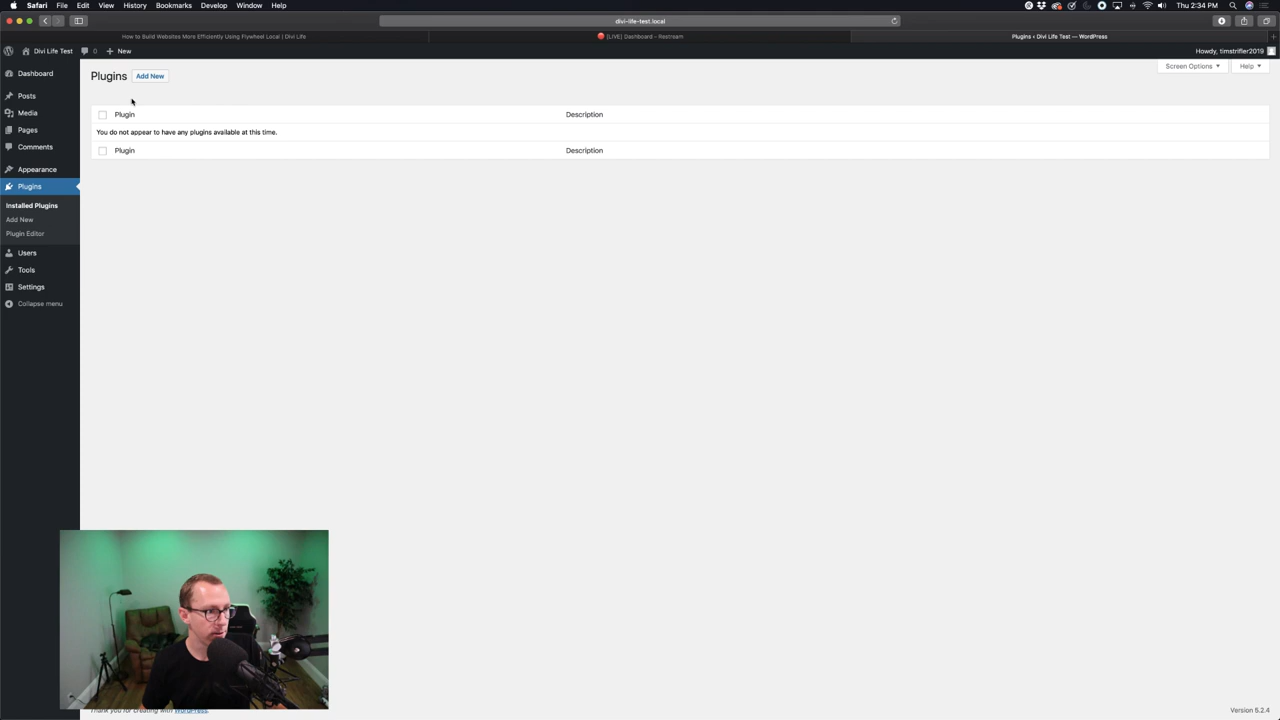 Safari File Edit View History Bookmarks Develop Window Help Thu 2:34 PM
divi-life-test.local
How to Build Websites More Efficiently Using Flywheel Local | Divi Life [LIVE] Dashboard - Restream Plugins ‹ Divi Life Test — WordPress
Divi Life Test 0 + New Howdy, timstrifler2019
Screen Options Help
Plugins Add New
Dashboard
Posts
Media
Pages
Comments
Appearance
Plugins
Installed Plugins
Add New
Plugin Editor
Users
Tools
Settings
Collapse menu
Plugin Description
You do not appear to have any plugins available at this time.
Plugin Description
Thank you for creating with WordPress. Version 5.2.4